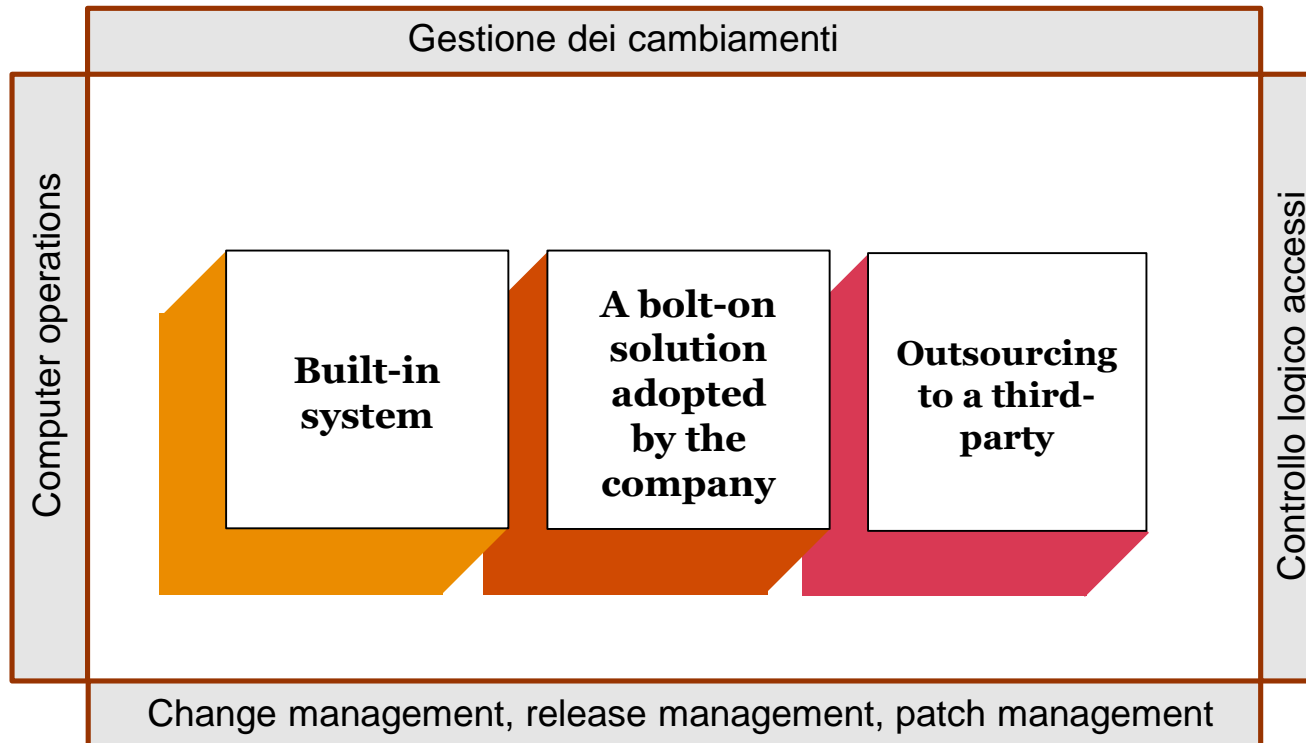 Gestione dei cambiamenti
Computer operations
Built-in
system
A bolt-on
solution
adopted
by the
company
Outsourcing
to a third-
party
Controllo logico accessi
Change management, release management, patch management